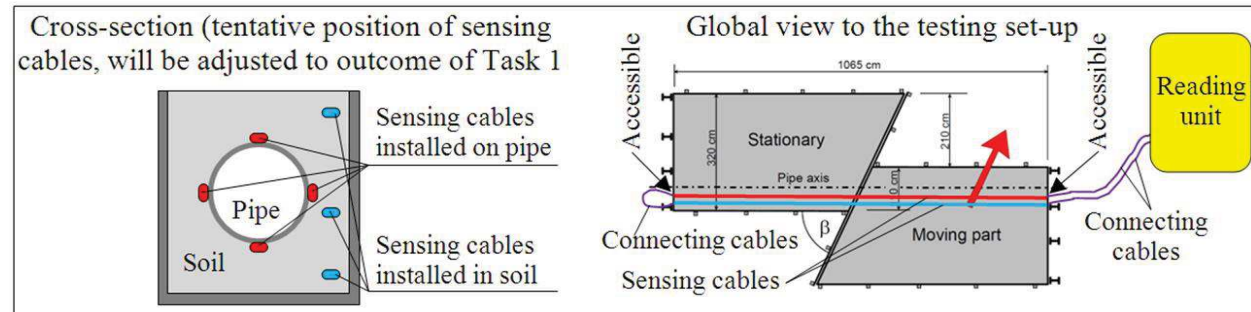 Cross-section (tentative position of sensing
cables, will be adjusted to outcome of Task 1
Sensing cables
installed on pipe
Pipe
Soil
Sensing cables
installed in soil
Global view to the testing set-up
1065 cm
Accessible
320 cm
Stationary
210 cm
Accessible
Reading
unit
Pipe axis
β
Moving part
Connecting cables
Sensing cables
Connecting
cables